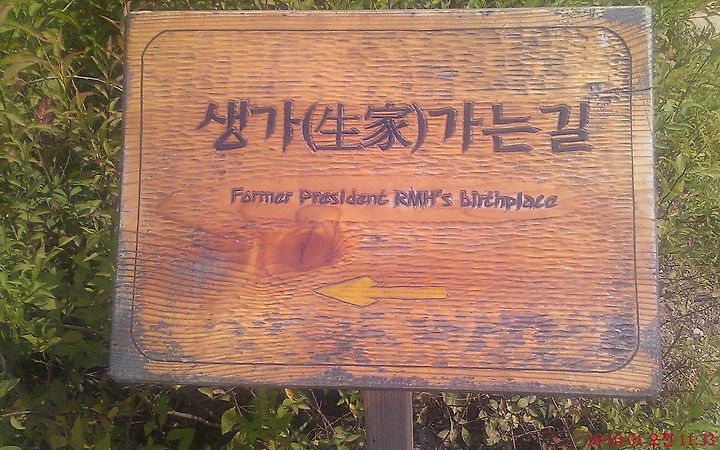 생가(生家)가는길
Former President RMH's birthplace